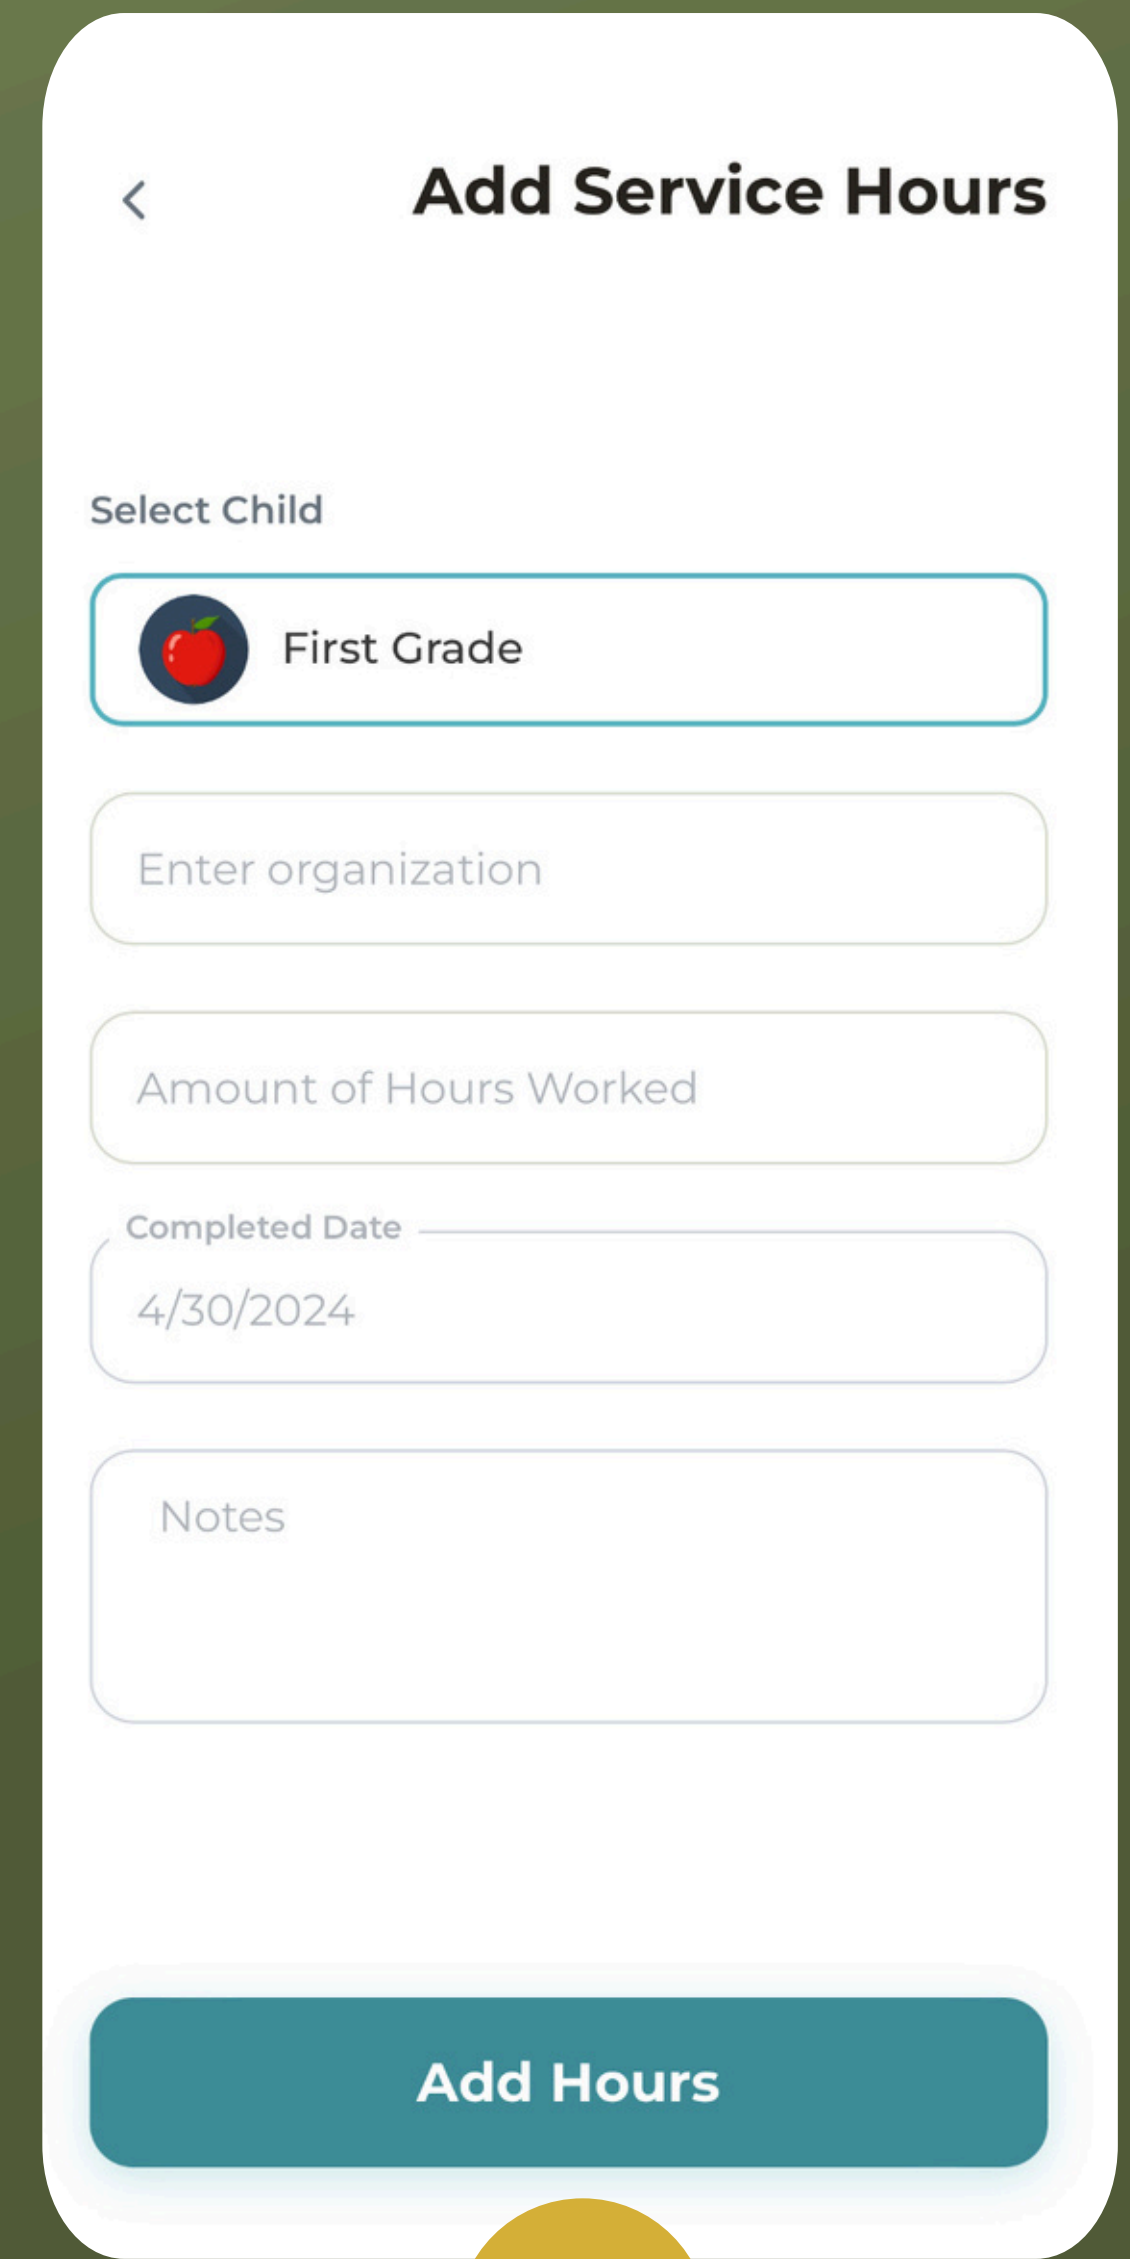 Add Service Hours
Select Child
First Grade
Enter organization
Amount of Hours Worked
Completed Date
4/30/2024
Notes
Add Hours